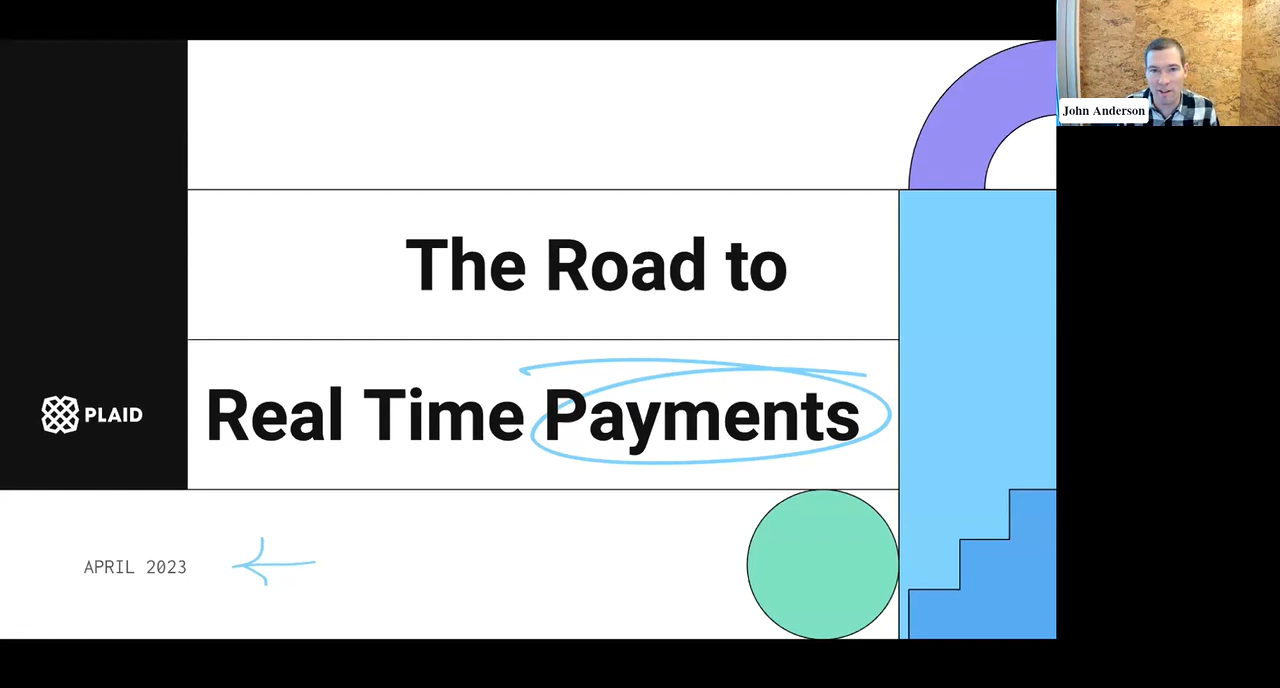 John Anderson
The Road to
Real Time Payments
PLAID
APRIL 2023